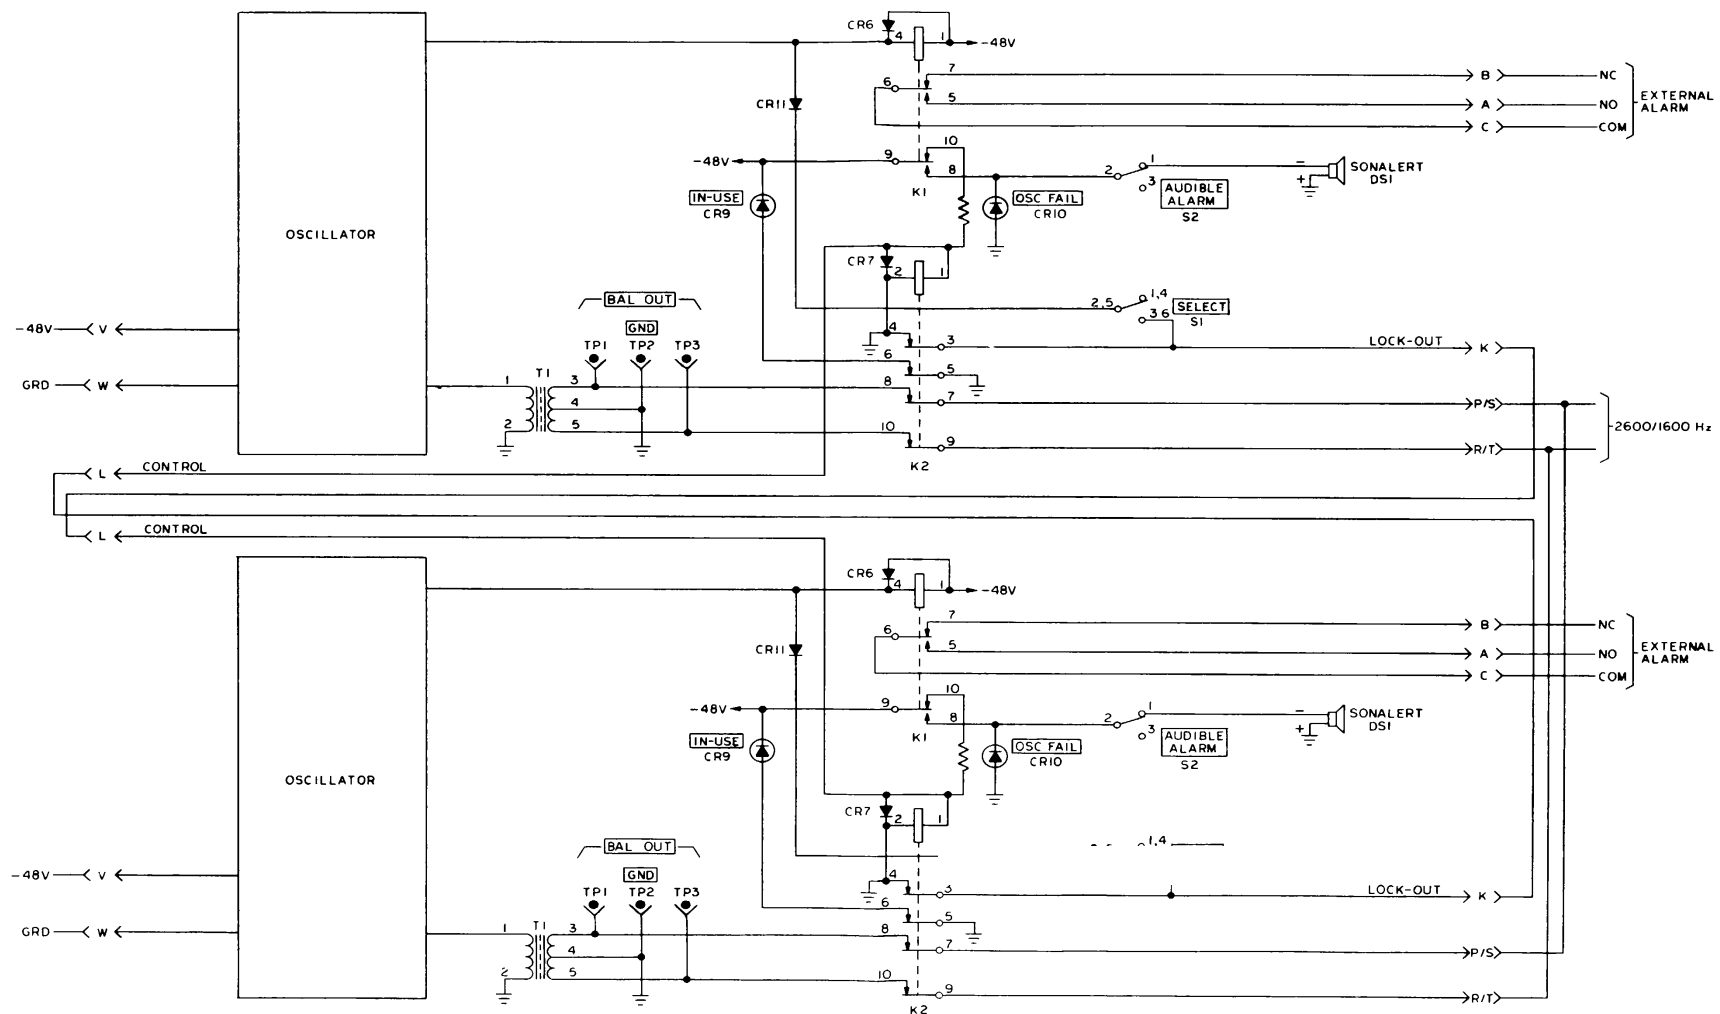 CR6
4
1
-48V
7
B
NC
6
CR11
5
A
NO
EXTERNAL ALARM
C
COM
-48V
9
10
8
K1
2
1
3
AUDIBLE ALARM
S2
-
+
SONALERT
DS1
IN-USE
CR9
OSC FAIL
CR10
OSCILLATOR
CR7
2
1
2,5
1,4
3,6
SELECT
S1
BAL OUT
GND
-48V
V
TP1
TP2
TP3
4
3
LOCK-OUT
K
6
5
GRD
W
1
T1
3
8
7
P/S
4
2
5
10
9
R/T
2600/1600 Hz
K2
L
CONTROL
L
CONTROL
CR6
4
1
-48V
7
B
NC
6
CR11
5
A
NO
EXTERNAL ALARM
C
COM
-48V
9
10
8
K1
2
1
3
AUDIBLE ALARM
S2
-
+
SONALERT
DS1
IN-USE
CR9
OSC FAIL
CR10
OSCILLATOR
CR7
2
1
1,4
BAL OUT
GND
-48V
V
TP1
TP2
TP3
4
3
LOCK-OUT
K
6
5
GRD
W
1
T1
3
8
7
P/S
4
2
5
10
9
R/T
K2